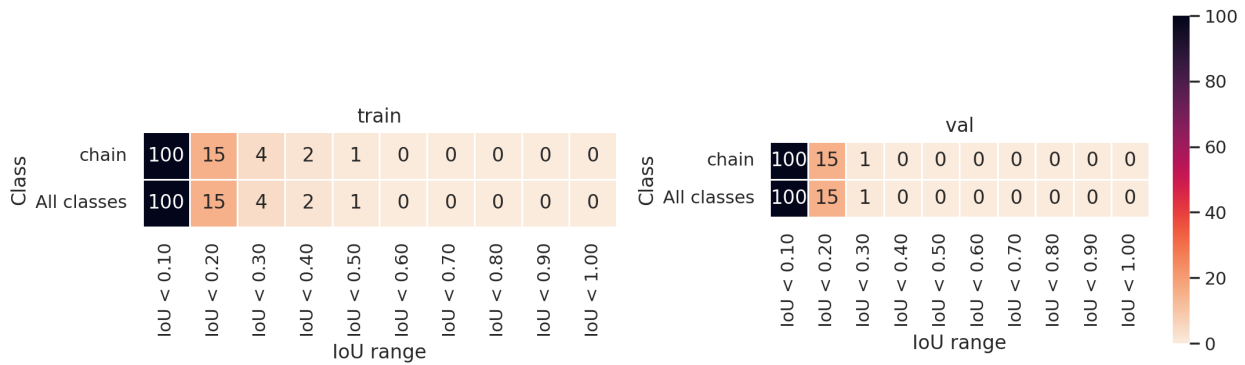 train
Class
chain 100 15 4 2 1 0 0 0 0 0
All classes 100 15 4 2 1 0 0 0 0 0
IoU < 0.10 IoU < 0.20 IoU < 0.30 IoU < 0.40 IoU < 0.50 IoU < 0.60 IoU < 0.70 IoU < 0.80 IoU < 0.90 IoU < 1.00
IoU range
val
Class
chain 100 15 1 0 0 0 0 0 0 0
All classes 100 15 1 0 0 0 0 0 0 0
IoU < 0.10 IoU < 0.20 IoU < 0.30 IoU < 0.40 IoU < 0.50 IoU < 0.60 IoU < 0.70 IoU < 0.80 IoU < 0.90 IoU < 1.00
IoU range
100
80
60
40
20
0